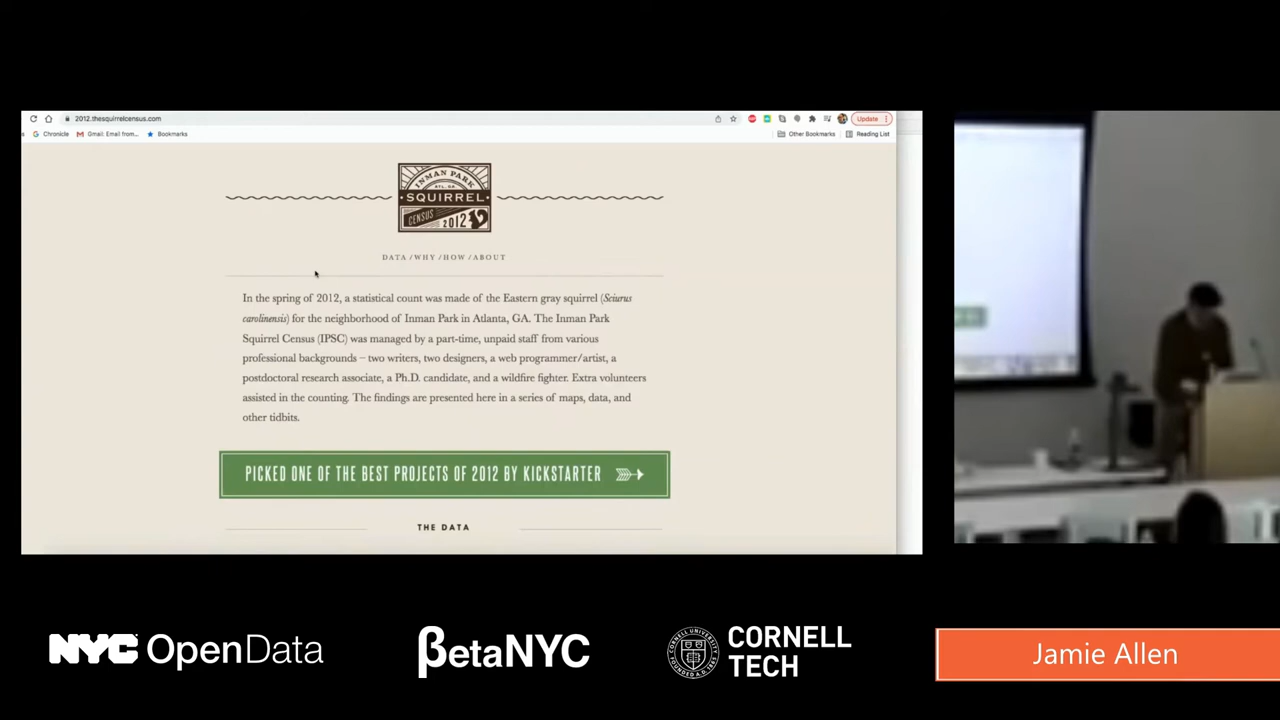 2012.thesquirrelcensus.com
Update
Chronicle
Gmail: Email from...
Bookmarks
Other Bookmarks
Reading List
INMAN PARK
ATL. GA.
SQUIRREL
CENSUS 2012
DATA / WHY / HOW / ABOUT
In the spring of 2012, a statistical count was made of the Eastern gray squirrel (Sciurus
carolinensis) for the neighborhood of Inman Park in Atlanta, GA. The Inman Park
Squirrel Census (IPSC) was managed by a part-time, unpaid staff from various
professional backgrounds – two writers, two designers, a web programmer/artist, a
postdoctoral research associate, a Ph.D. candidate, and a wildfire fighter. Extra volunteers
assisted in the counting. The findings are presented here in a series of maps, data, and
other tidbits.
PICKED ONE OF THE BEST PROJECTS OF 2012 BY KICKSTARTER
THE DATA
NYC OpenData
βetaNYC
CORNELL
TECH
Jamie Allen